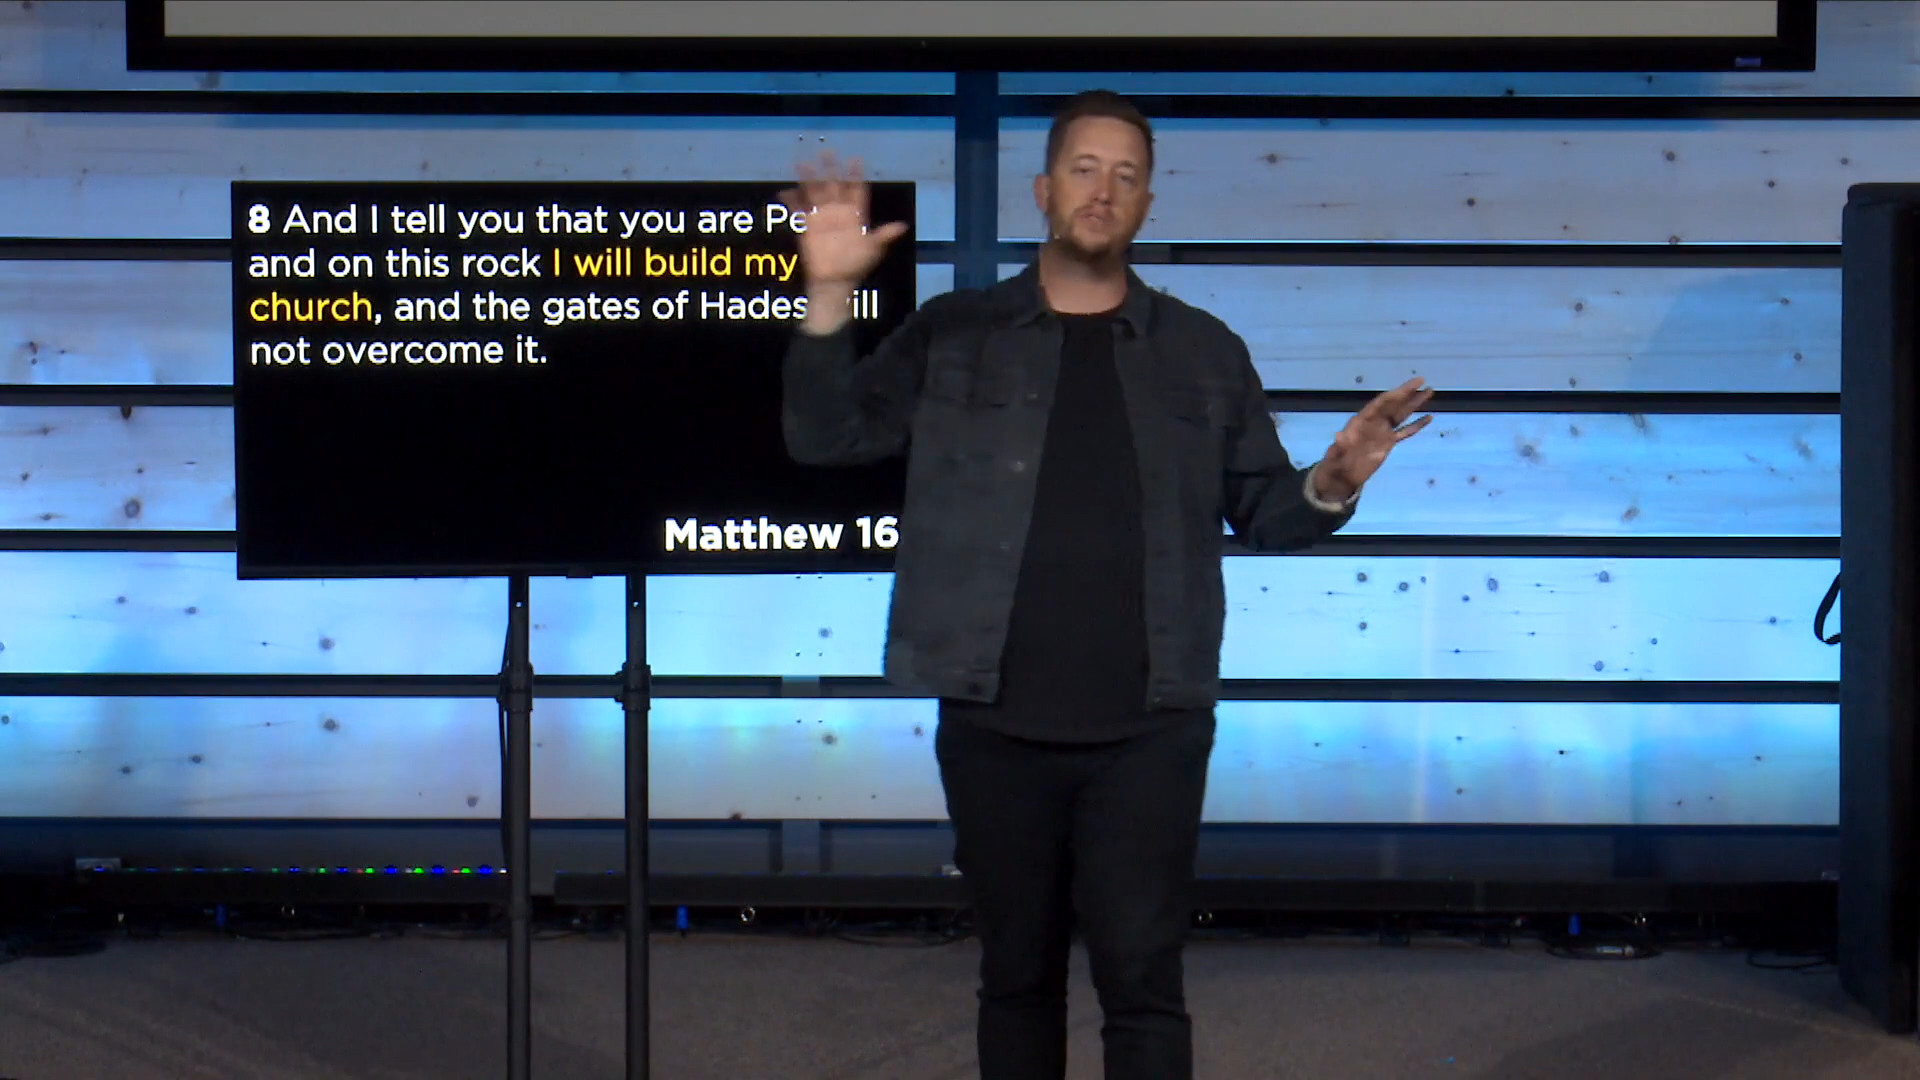 8 And I tell you that you are
and on this rock I will build my
church, and the gates of Hades
not overcome it.
Matthew 16